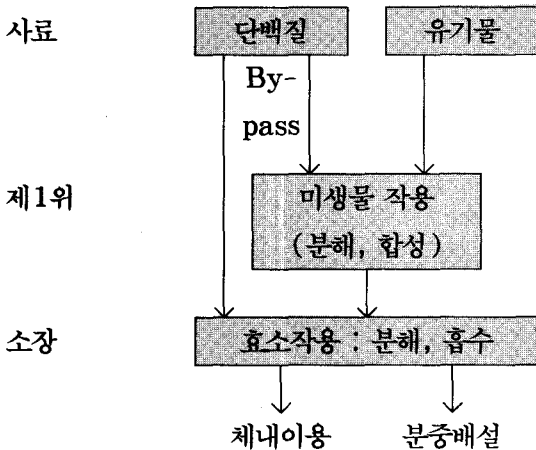 사료
단백질
유기물
By-
pass
제1위
미생물 작용
(분해, 합성)
소장
효소작용 : 분해, 흡수
체내이용
분중배설